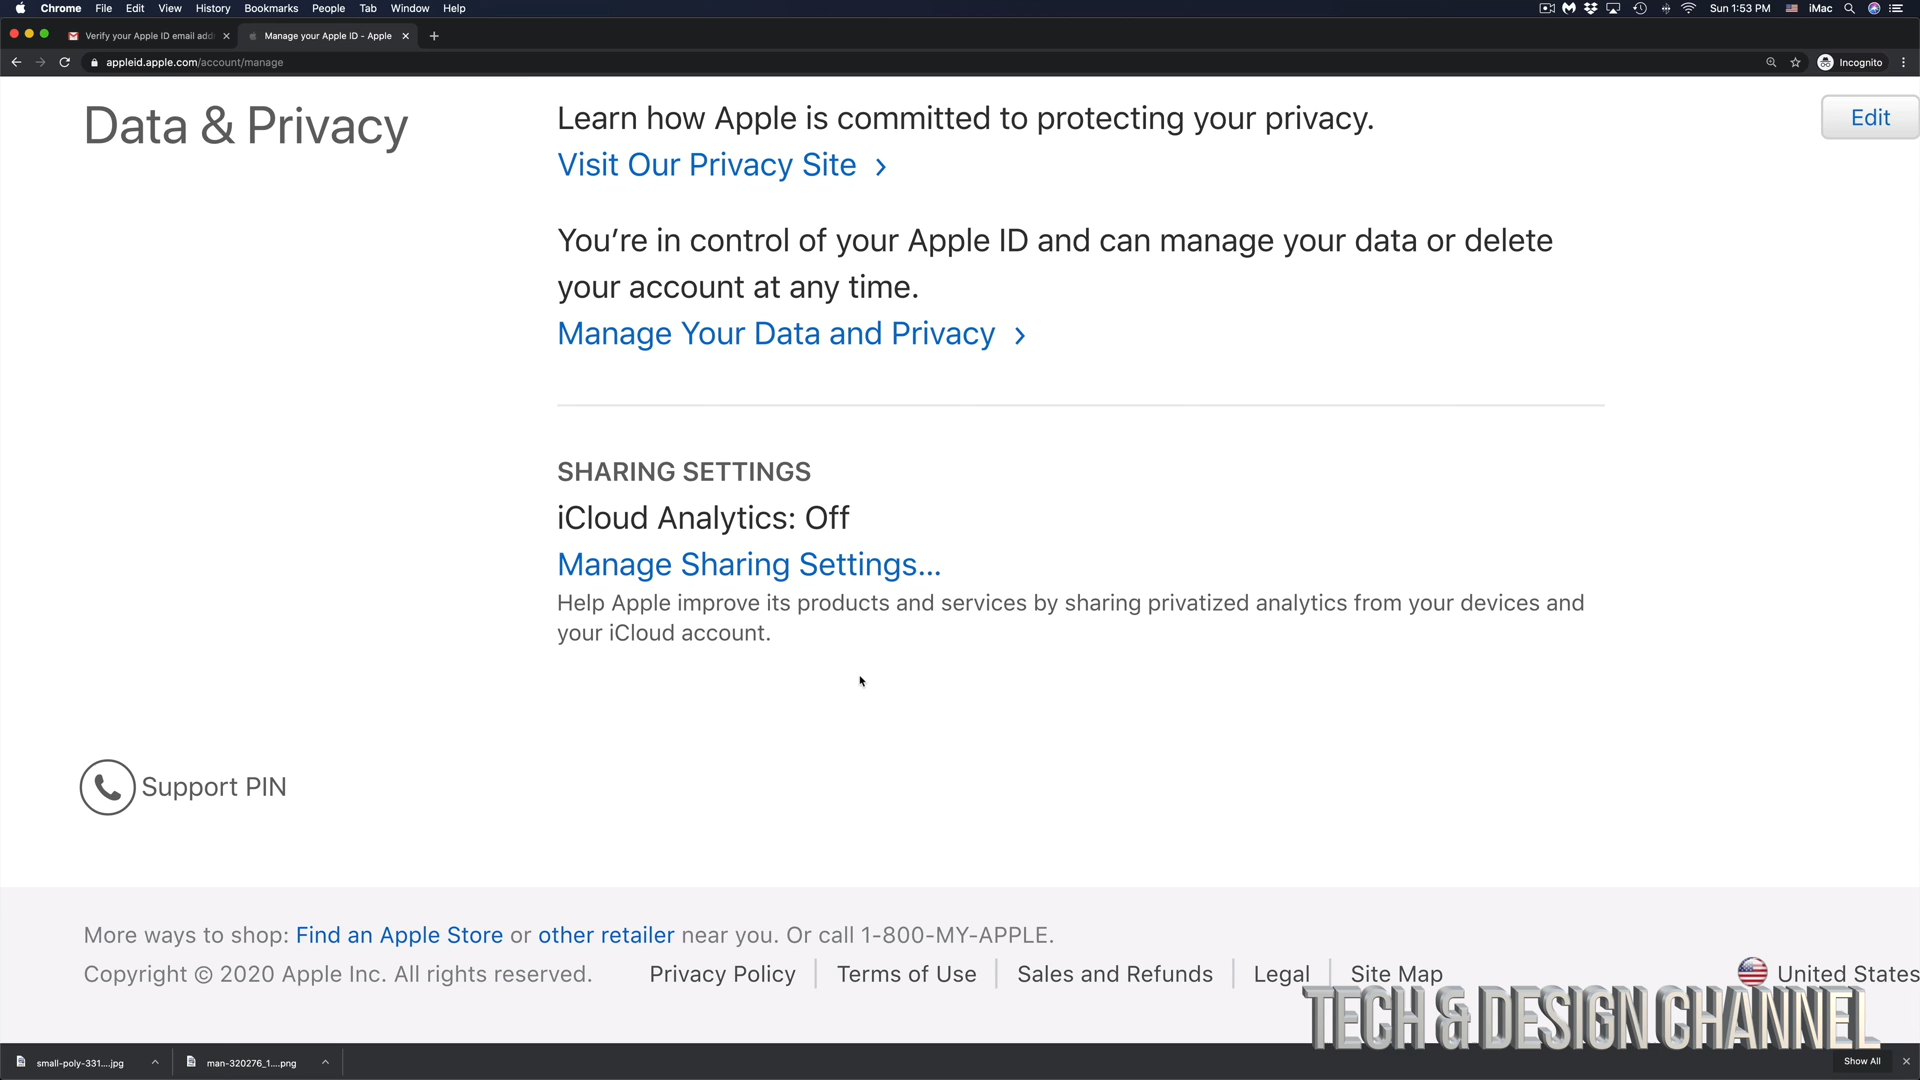 Chrome File Edit View History Bookmarks People Tab Window Help
Sun 1:53 PM iMac
Verify your Apple ID email add
Manage your Apple ID - Apple
appleid.apple.com/account/manage
Incognito
Data & Privacy
Learn how Apple is committed to protecting your privacy.
Visit Our Privacy Site >
Edit
You're in control of your Apple ID and can manage your data or delete
your account at any time.
Manage Your Data and Privacy >
SHARING SETTINGS
iCloud Analytics: Off
Manage Sharing Settings...
Help Apple improve its products and services by sharing privatized analytics from your devices and
your iCloud account.
Support PIN
More ways to shop: Find an Apple Store or other retailer near you. Or call 1-800-MY-APPLE.
Copyright © 2020 Apple Inc. All rights reserved. Privacy Policy | Terms of Use | Sales and Refunds | Legal | Site Map United States
TECH & DESIGN CHANNEL
small-poly-331....jpg
man-320276_1....png
Show All